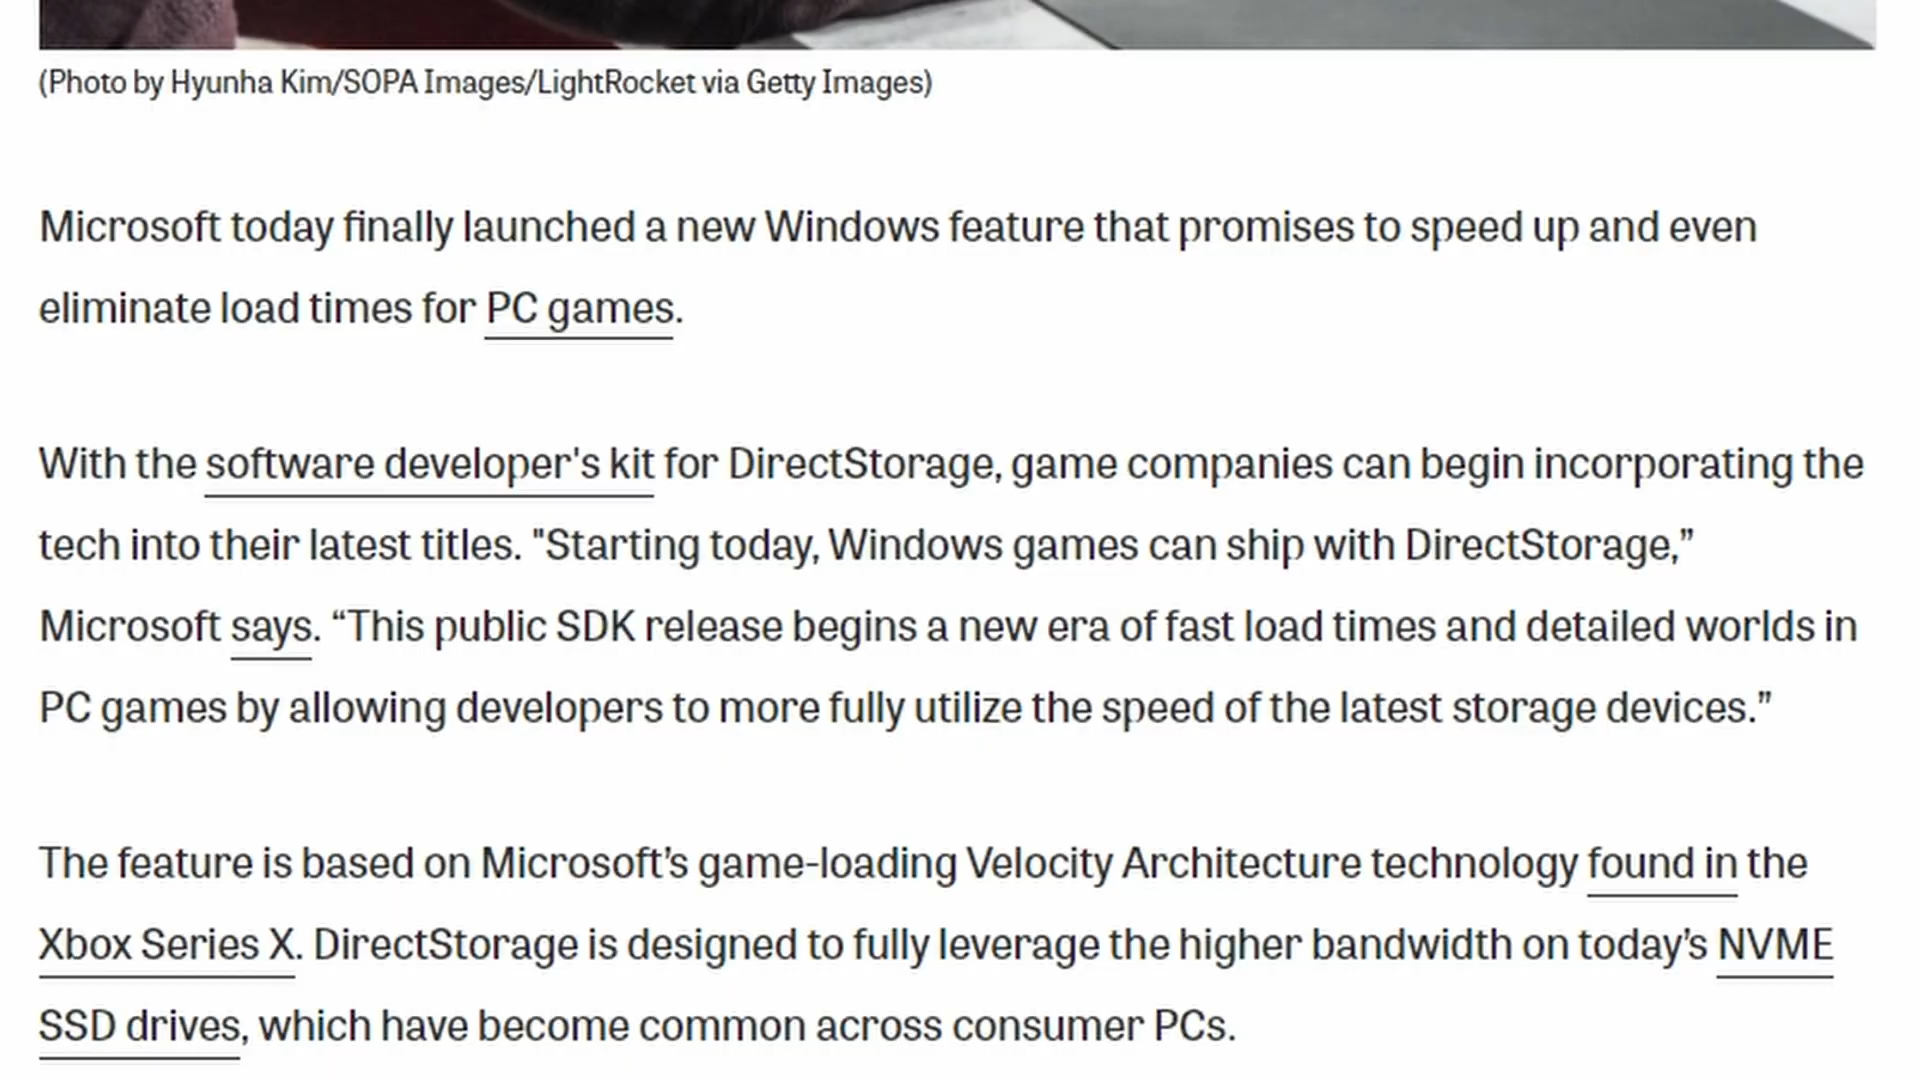 (Photo by Hyunha Kim/SOPA Images/LightRocket via Getty Images)
Microsoft today finally launched a new Windows feature that promises to speed up and even
eliminate load times for PC games.
With the software developer's kit for DirectStorage, game companies can begin incorporating the
tech into their latest titles. "Starting today, Windows games can ship with DirectStorage,”
Microsoft says. “This public SDK release begins a new era of fast load times and detailed worlds in
PC games by allowing developers to more fully utilize the speed of the latest storage devices.”
The feature is based on Microsoft’s game-loading Velocity Architecture technology found in the
Xbox Series X. DirectStorage is designed to fully leverage the higher bandwidth on today’s NVME
SSD drives, which have become common across consumer PCs.